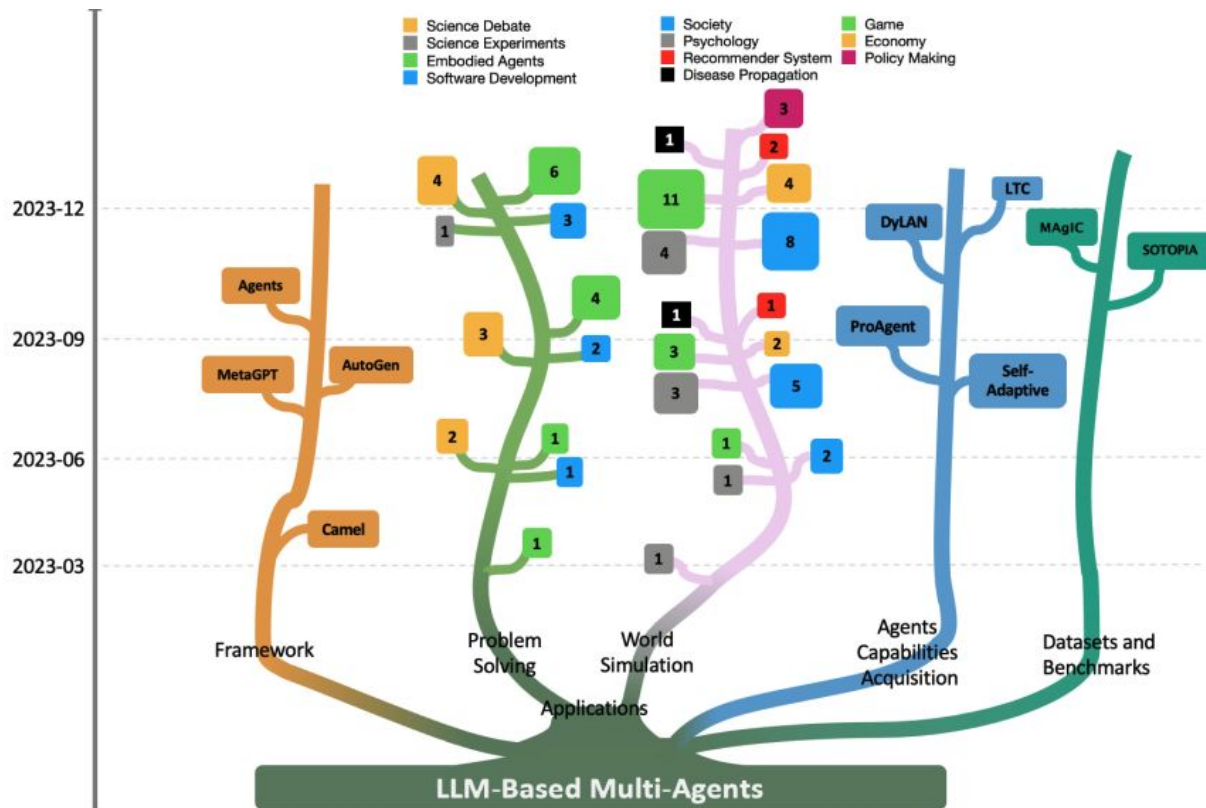 Science Debate
Science Experiments
Embodied Agents
Software Development
Society
Psychology
Recommender System
Disease Propagation
Game
Economy
Policy Making
2023-12
2023-09
2023-06
2023-03
Agents
MetaGPT
AutoGen
Camel
Framework
4
6
1
3
4
3
2
2
1
1
1
Problem
Solving
3
1
2
11
4
4
8
1
1
3
2
3
5
1
2
1
1
World
Simulation
Applications
LTC
DyLAN
ProAgent
Self-
Adaptive
Agents
Capabilities
Acquisition
MAgIC
SOTOPIA
Datasets and
Benchmarks
LLM-Based Multi-Agents